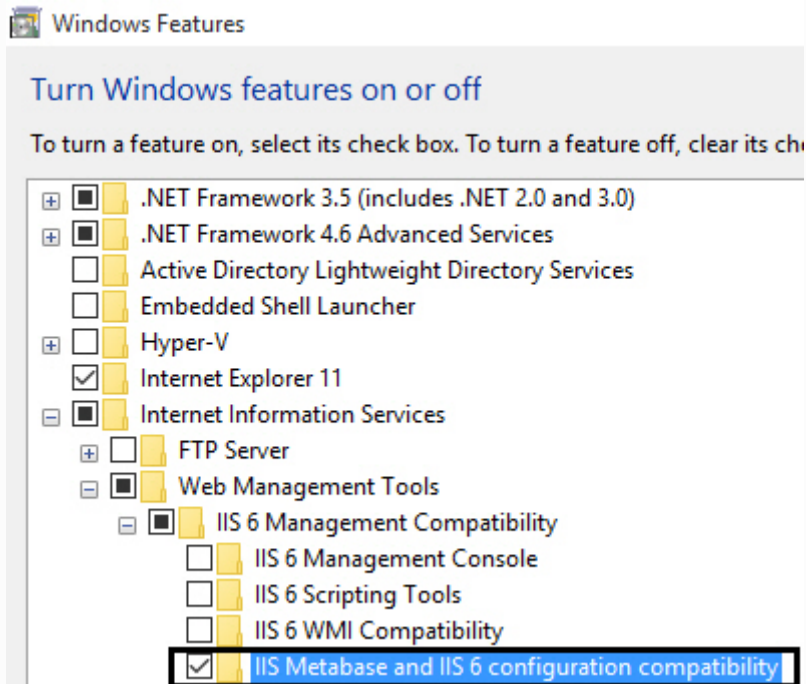 Windows Features
Turn Windows features on or off
To turn a feature on, select its check box. To turn a feature off, clear its
.NET Framework 3.5 (includes .NET 2.0 and 3.0)
.NET Framework 4.6 Advanced Services
Active Directory Lightweight Directory Services
Embedded Shell Launcher
Hyper-V
Internet Explorer 11
Internet Information Services
FTP Server
Web Management Tools
IIS 6 Management Compatibility
IIS 6 Management Console
IIS 6 Scripting Tools
IIS 6 WMI Compatibility
IIS Metabase and IIS 6 configuration compatibility